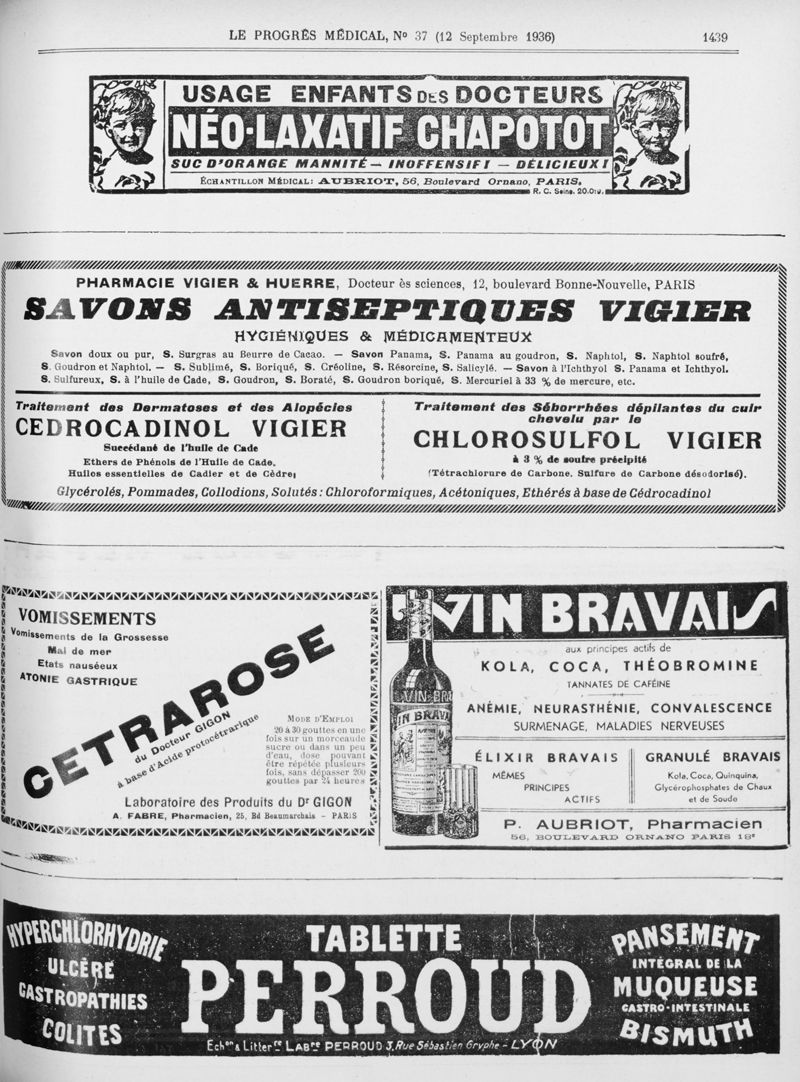 LE PROGRÈS MÉDICAL, Nº 37 (12 Septembre 1936) 1439
USAGE ENFANTS DES DOCTEURS
NÉO-LAXATIF CHAPOTOT
SUC D'ORANGE MANNITÉ — INOFFENSIF! — DÉLICIEUX!
ÉCHANTILLON MÉDICAL: AUBRIOT, 56, Boulevard Ornano, PARIS.
R. C. Seine.
PHARMACIE VIGIER & HUERRE, Docteur ès sciences, 12, boulevard Bonne-Nouvelle, PARIS
SAVONS ANTISEPTIQUES VIGIER
HYGIÉNIQUES & MÉDICAMENTEUX
Savon doux ou pur, S. Surgras au Beurre de Cacao. — Savon Panama, S. Panama au goudron, S. Naphtol, S. Naphtol soufré,
S. Goudron et Naphtol. — S. Sublimé, S. Boriqué, S. Créoline, S. Résorcine, S. Salicylé. — Savon à l'Ichthyol S. Panama et Ichthyol.
S. Sulfureux, S. à l'huile de Cade, S. Goudron, S. Boraté, S. Goudron boriqué, S. Mercuriel à 33 % de mercure, etc.
Traitement des Dermatoses et des Alopécies
CEDROCADINOL VIGIER
Succédané de l'huile de Cade
Ethers de Phénols de l'Huile de Cade.
Huiles essentielles de Cadier et de Cèdre;
Traitement des Séborrhées dépilantes du cuir
chevelu par le
CHLOROSULFOL VIGIER
à 3 % de soufre précipité
(Tétrachlorure de Carbone. Sulfure de Carbone désodorisé).
Glycérolés, Pommades, Collodions, Solutés: Chloroformiques, Acétoniques, Ethérés à base de Cédrocadinol
VOMISSEMENTS
Vomissements de la Grossesse
Mal de mer
Etats nauséeux
ATONIE GASTRIQUE
CETRAROSE
du Docteur GIGON
à base d'Acide protocétrarique
MODE D'EMPLOI
20 à 30 gouttes en une
fois sur un morceau de
sucre ou dans un peu
d'eau, dose pouvant
être répétée plusieurs
fois, sans dépasser 200
gouttes par 24 heures
Laboratoire des Produits du Dr GIGON
A. FABRE, Pharmacien, 25, Bd Beaumarchais - PARIS
VIN BRAVAIS
aux principes actifs de
KOLA, COCA, THÉOBROMINE
TANNATES DE CAFÉINE
ANÉMIE, NEURASTHÉNIE, CONVALESCENCE
SURMENAGE, MALADIES NERVEUSES
VIN BRU
VIN BRAVAI
ÉLIXIR BRAVAIS
MÊMES
PRINCIPES
ACTIFS
GRANULÉ BRAVAIS
Kola, Coca, Quinquina,
Glycérophosphates de Chaux
et de Soude
P. AUBRIOT, Pharmacien
56, BOULEVARD ORNANO PARIS 18e
HYPERCHLORHYDRIE
ULCÈRE
GASTROPATHIES
COLITES
TABLETTE
PERROUD
Échon & Littérre LABre PERROUD 3, Rue Sébastien Gryphe - LYON
PANSEMENT
INTÉGRAL DE LA
MUQUEUSE
GASTRO-INTESTINALE
BISMUTH